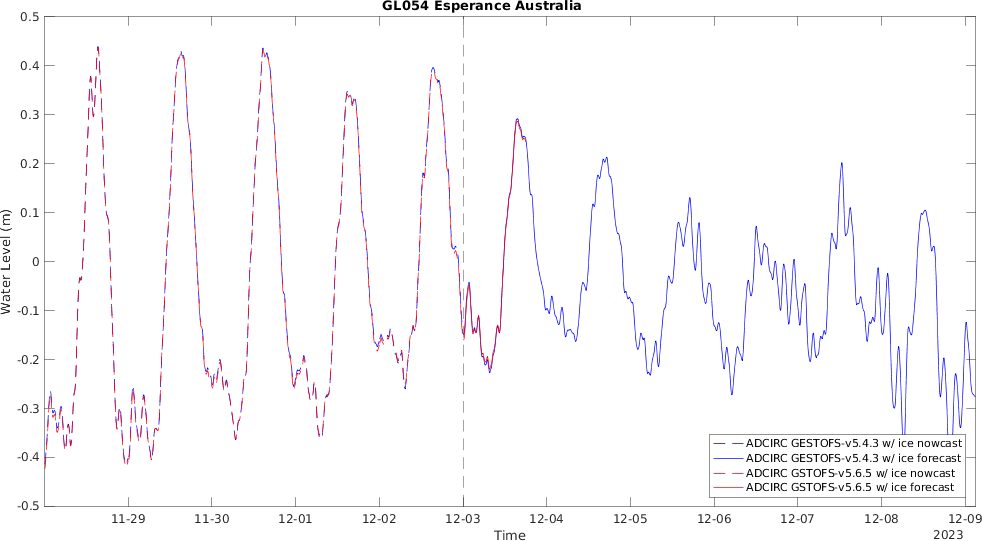 GL054 Esperance Australia
0.5
0.4
0.3
0.2
0.1
0
-0.1
-0.2
-0.3
-0.4
-0.5
Water Level (m)
ADCIRC GESTOFS-v5.4.3 w/ ice nowcast
ADCIRC GESTOFS-v5.4.3 w/ ice forecast
ADCIRC GSTOFS-v5.6.5 w/ ice nowcast
ADCIRC GSTOFS-v5.6.5 w/ ice forecast
11-29 11-30 12-01 12-02 12-03 12-04 12-05 12-06 12-07 12-08 12-09
Time 2023